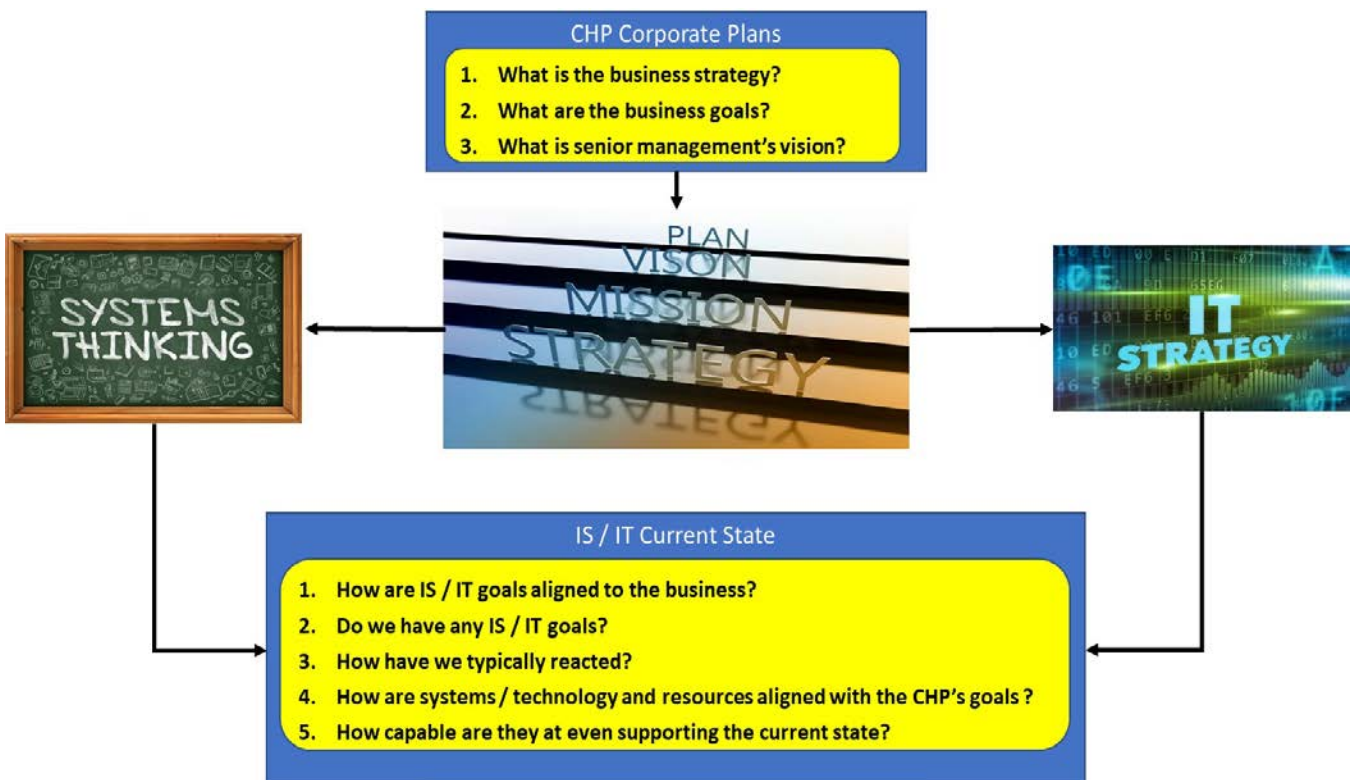 CHP Corporate Plans
1. What is the business strategy?
2. What are the business goals?
3. What is senior management's vision?
PLAN
VISON
MISSION
STRATEGY
SYSTEMS
THINKING
IT
STRATEGY
IS / IT Current State
1. How are IS / IT goals aligned to the business?
2. Do we have any IS / IT goals?
3. How have we typically reacted?
4. How are systems / technology and resources aligned with the CHP's goals ?
5. How capable are they at even supporting the current state?